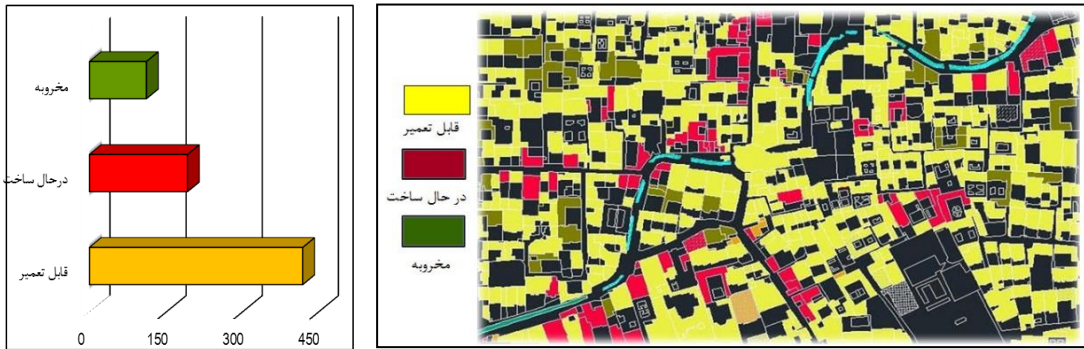 مخروبه
درحال ساخت
قابل تعمیر
0 150 300 450
قابل تعمیر
در حال ساخت
مخروبه